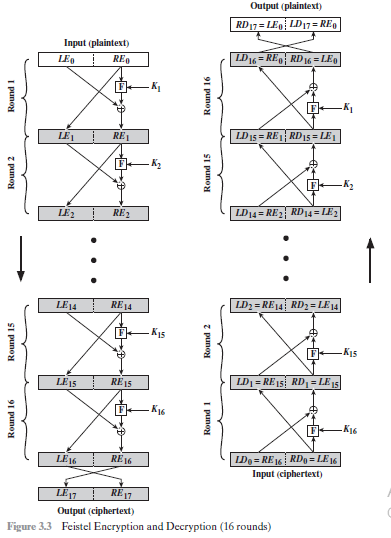 Output (plaintext)
RD17 = LE0 LD17 = RE0
Input (plaintext)
LE0 RE0
LD16 = RE0 RD16 = LE0
Round 1
F K1
Round 16
F K1
LE1 RE1
LD15 = RE1 RD15 = LE1
Round 2
F K2
Round 15
F K2
LE2 RE2
LD14 = RE2 RD14 = LE2
LE14 RE14
LD2 = RE14 RD2 = LE14
Round 15
F K15
Round 2
F K15
LE15 RE15
LD1 = RE15 RD1 = LE15
Round 16
F K16
Round 1
F K16
LE16 RE16
LD0 = RE16 RD0 = LE16
Input (ciphertext)
LE17 RE17
Output (ciphertext)
Figure 3.3 Feistel Encryption and Decryption (16 rounds)